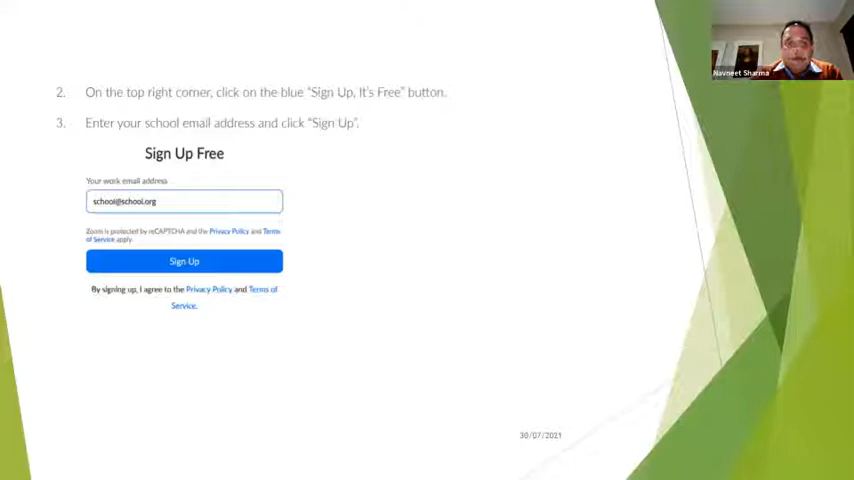 Navneet Sharma
2. On the top right corner, click on the blue "Sign Up, It's Free" button.
3. Enter your school email address and click "Sign Up".
Sign Up Free
Your work email address
school@school.org
Zoom is protected by reCAPTCHA and the Privacy Policy and Terms
of Service apply.
Sign Up
By signing up, I agree to the Privacy Policy and Terms of
Service.
30/07/2021